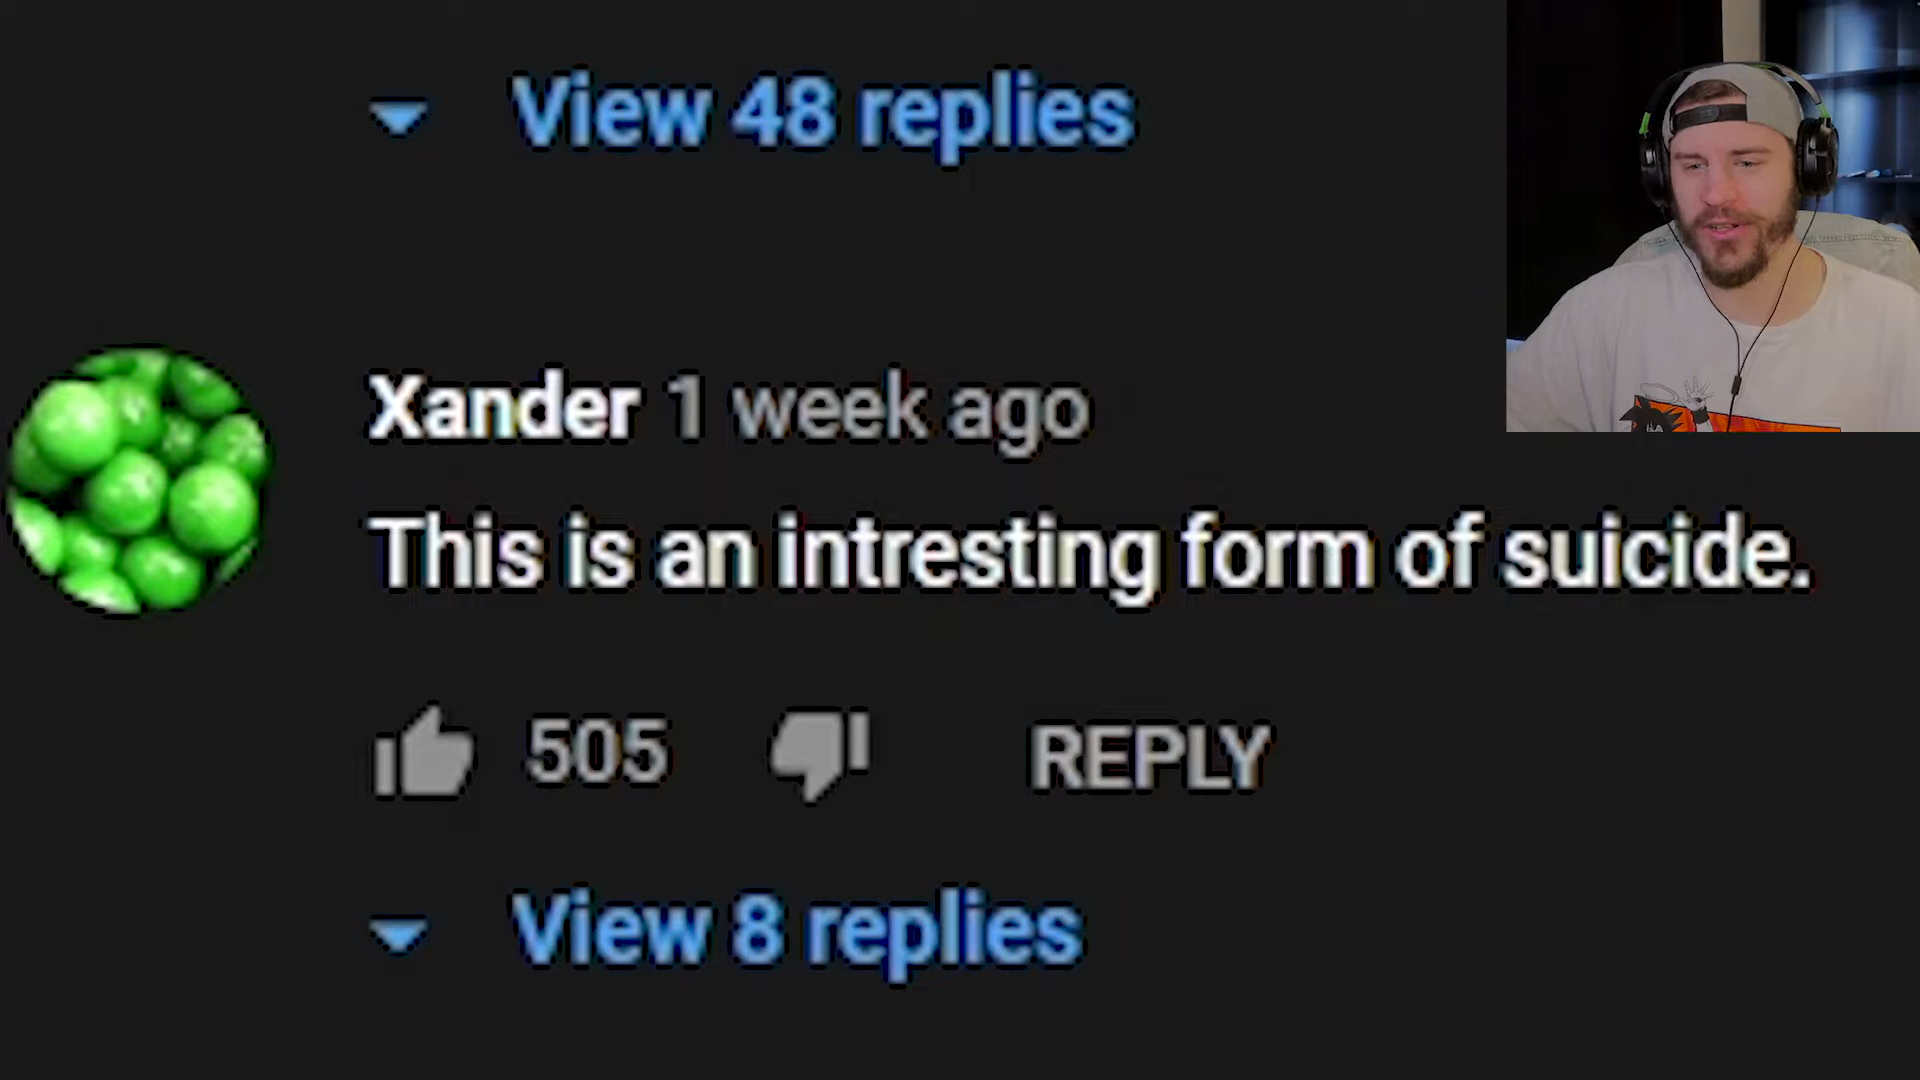 View 48 replies
Xander 1 week ago
This is an intresting form of suicide.
505 REPLY
View 8 replies